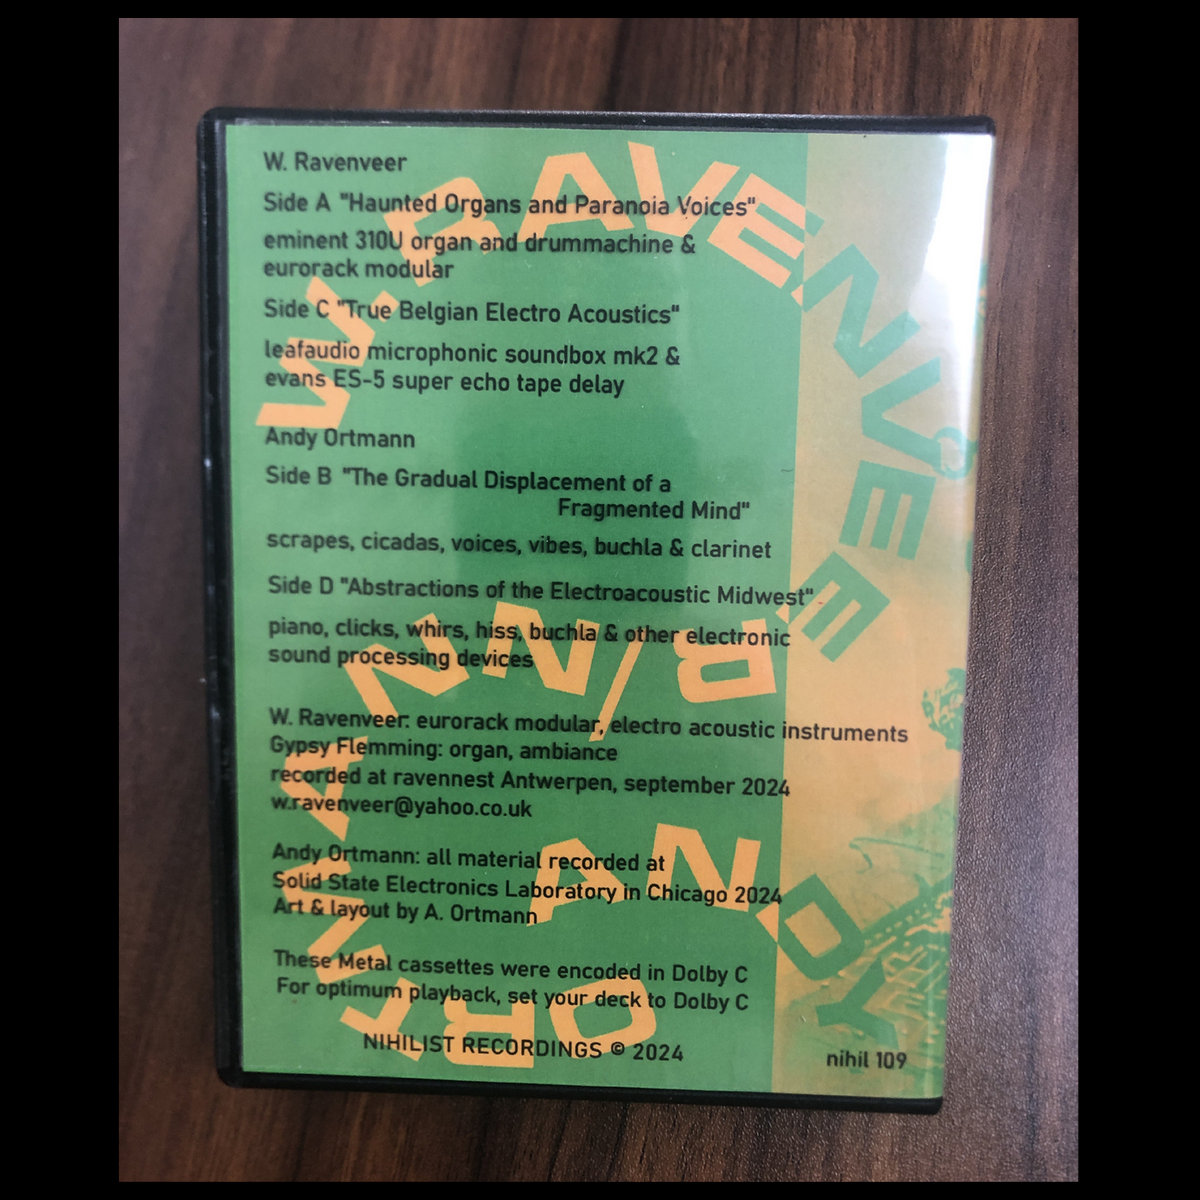 W. Ravenveer
Side A "Haunted Organs and Paranoia Voices"
eminent 310U organ and drummachine &
eurorack modular
Side C "True Belgian Electro Acoustics"
leafaudio microphonic soundbox mk2 &
evans ES-5 super echo tape delay
Andy Ortmann
Side B "The Gradual Displacement of a
Fragmented Mind"
scrapes, cicadas, voices, vibes, buchla & clarinet
Side D "Abstractions of the Electroacoustic Midwest"
piano, clicks, whirs, hiss, buchla & other electronic
sound processing devices
W. Ravenveer: eurorack modular, electro acoustic instruments
Gypsy Flemming: organ, ambiance
recorded at ravennest Antwerpen, september 2024
w.ravenveer@yahoo.co.uk
Andy Ortmann: all material recorded at
Solid State Electronics Laboratory in Chicago 2024
Art & layout by A. Ortmann
These Metal cassettes were encoded in Dolby C
For optimum playback, set your deck to Dolby C
NIHILIST RECORDINGS © 2024
nihil 109
W. RAVENVEER/
ANDY ORTMANN